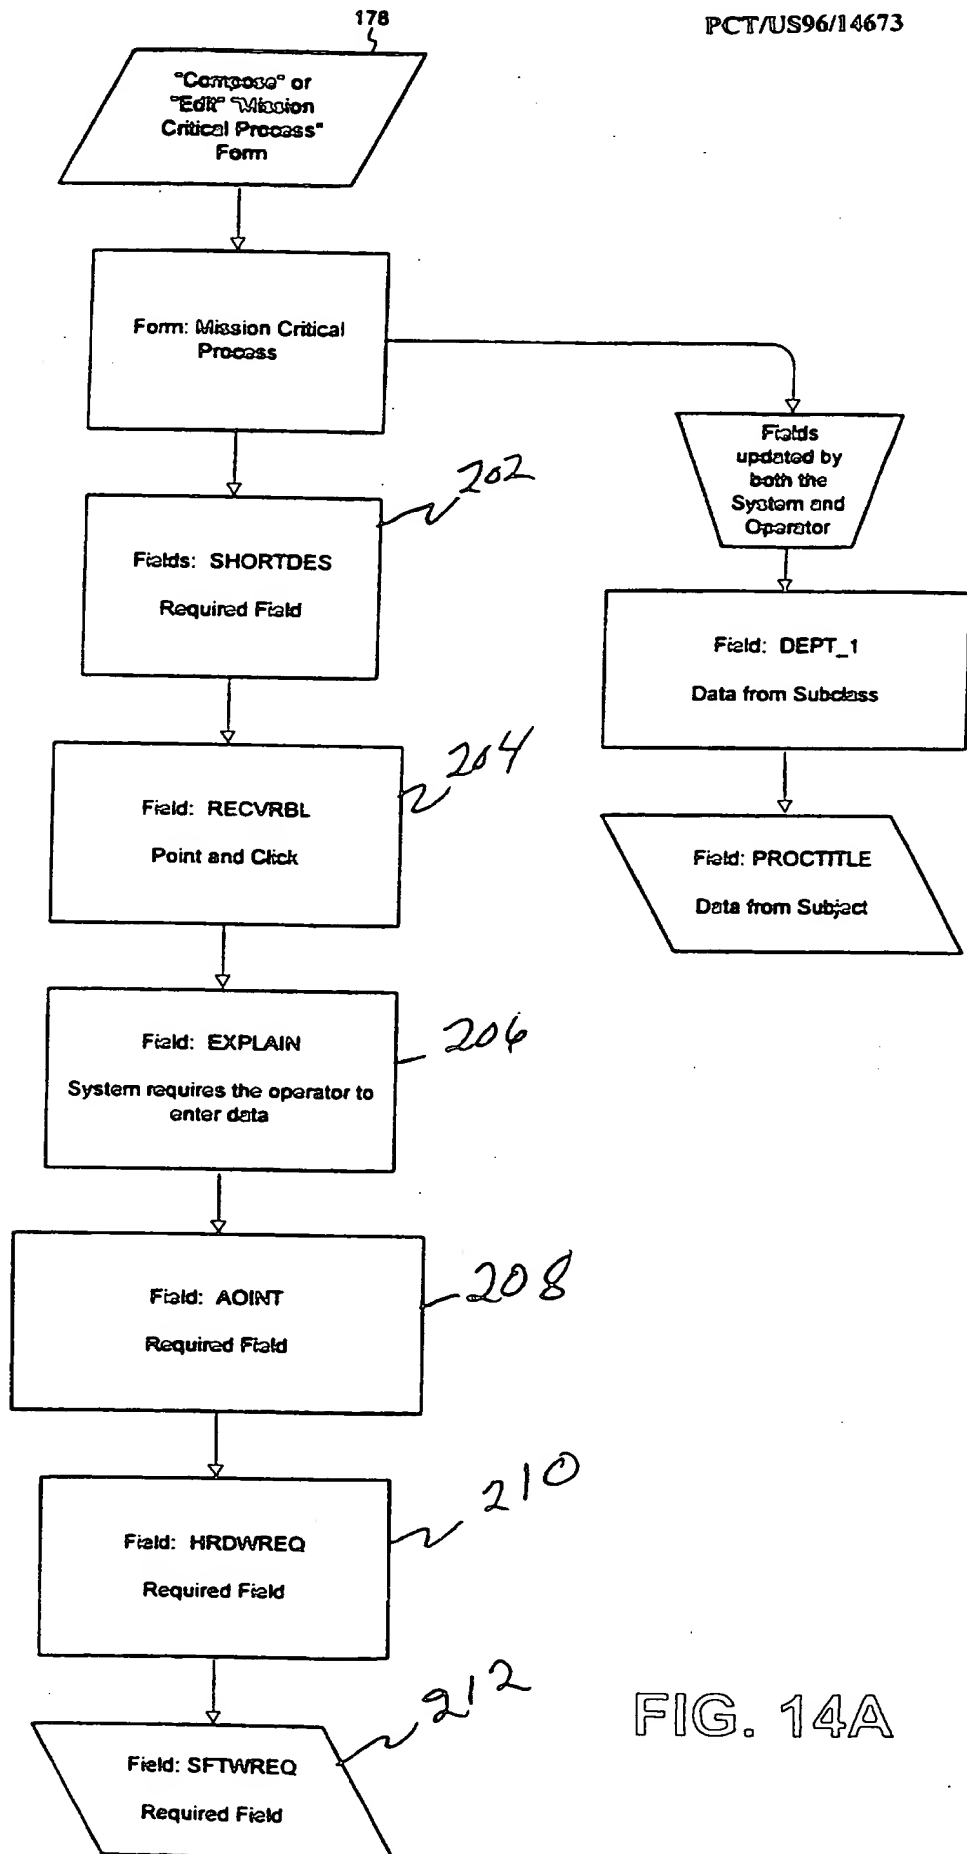 178
PCT/US96/14673
"Compose" or
"Edit" "Mission
Critical Process"
Form
Form: Mission Critical
Process
Fields
updated by
both the
System and
Operator
202
Fields: SHORTDES
Required Field
Field: DEPT_1
Data from Subclass
204
Field: RECVRBL
Point and Click
Field: PROCTITLE
Data from Subject
206
Field: EXPLAIN
System requires the operator to
enter data
208
Field: AOINT
Required Field
210
Field: HRDWREQ
Required Field
212
Field: SFTWREQ
Required Field
FIG. 14A